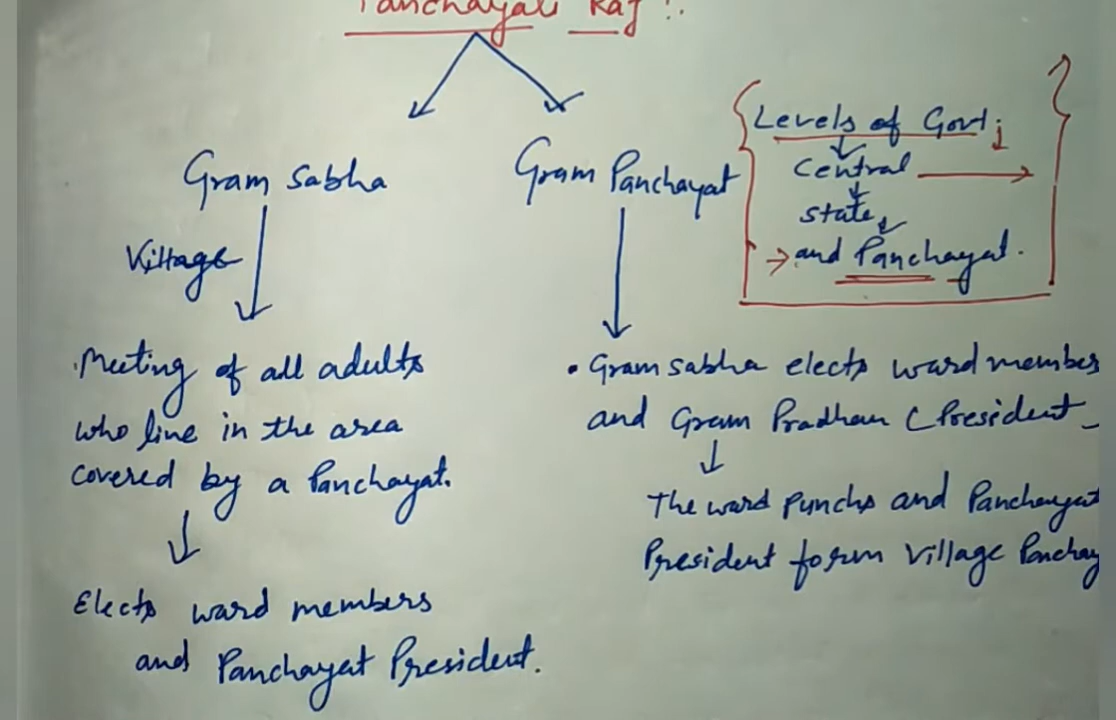 Panchayati Raj :.
Gram Sabha
Village
Meeting of all adults
who line in the area
covered by a Panchayat.
Elects ward members
and Panchayat President.
Gram Panchayat
• Gram sabha elects ward members
and Gram Pradhan (President
The ward Punchs and Panchayat
President form Village Panchay
Levels of Govt;
Central
state
and Panchayat.